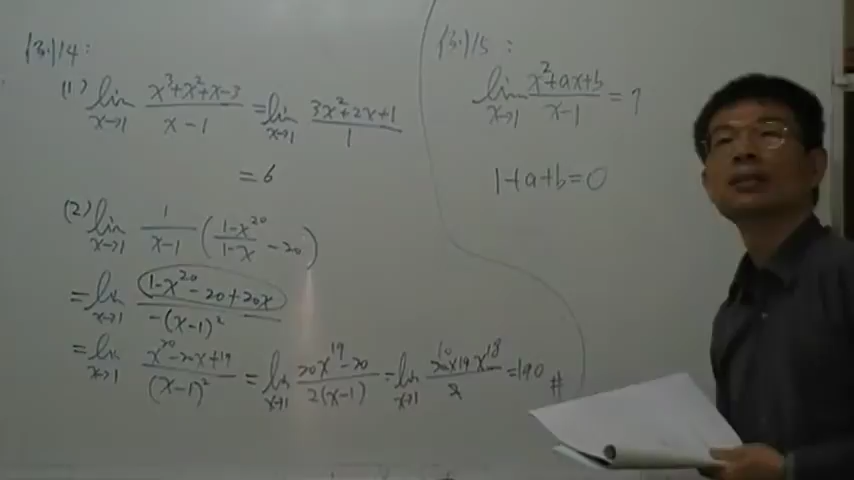 (3.)14:
(1) lim x→1 (x³+x²+x-3)/(x-1) = lim x→1 (3x²+2x+1)/1
= 6
(2) lim x→1 1/(x-1) ( (1-x²⁰)/(1-x) - 20 )
= lim x→1 (1-x²⁰-20+20x)/(-(x-1)²)
= lim x→1 (x²⁰-20x+19)/(x-1)² = lim x→1 (20x¹⁹-20)/(2(x-1)) = lim x→1 (20×19x¹⁸)/2 = 190 #
(3.)15:
lim x→1 (x²+ax+b)/(x-1) = 7
1+a+b=0